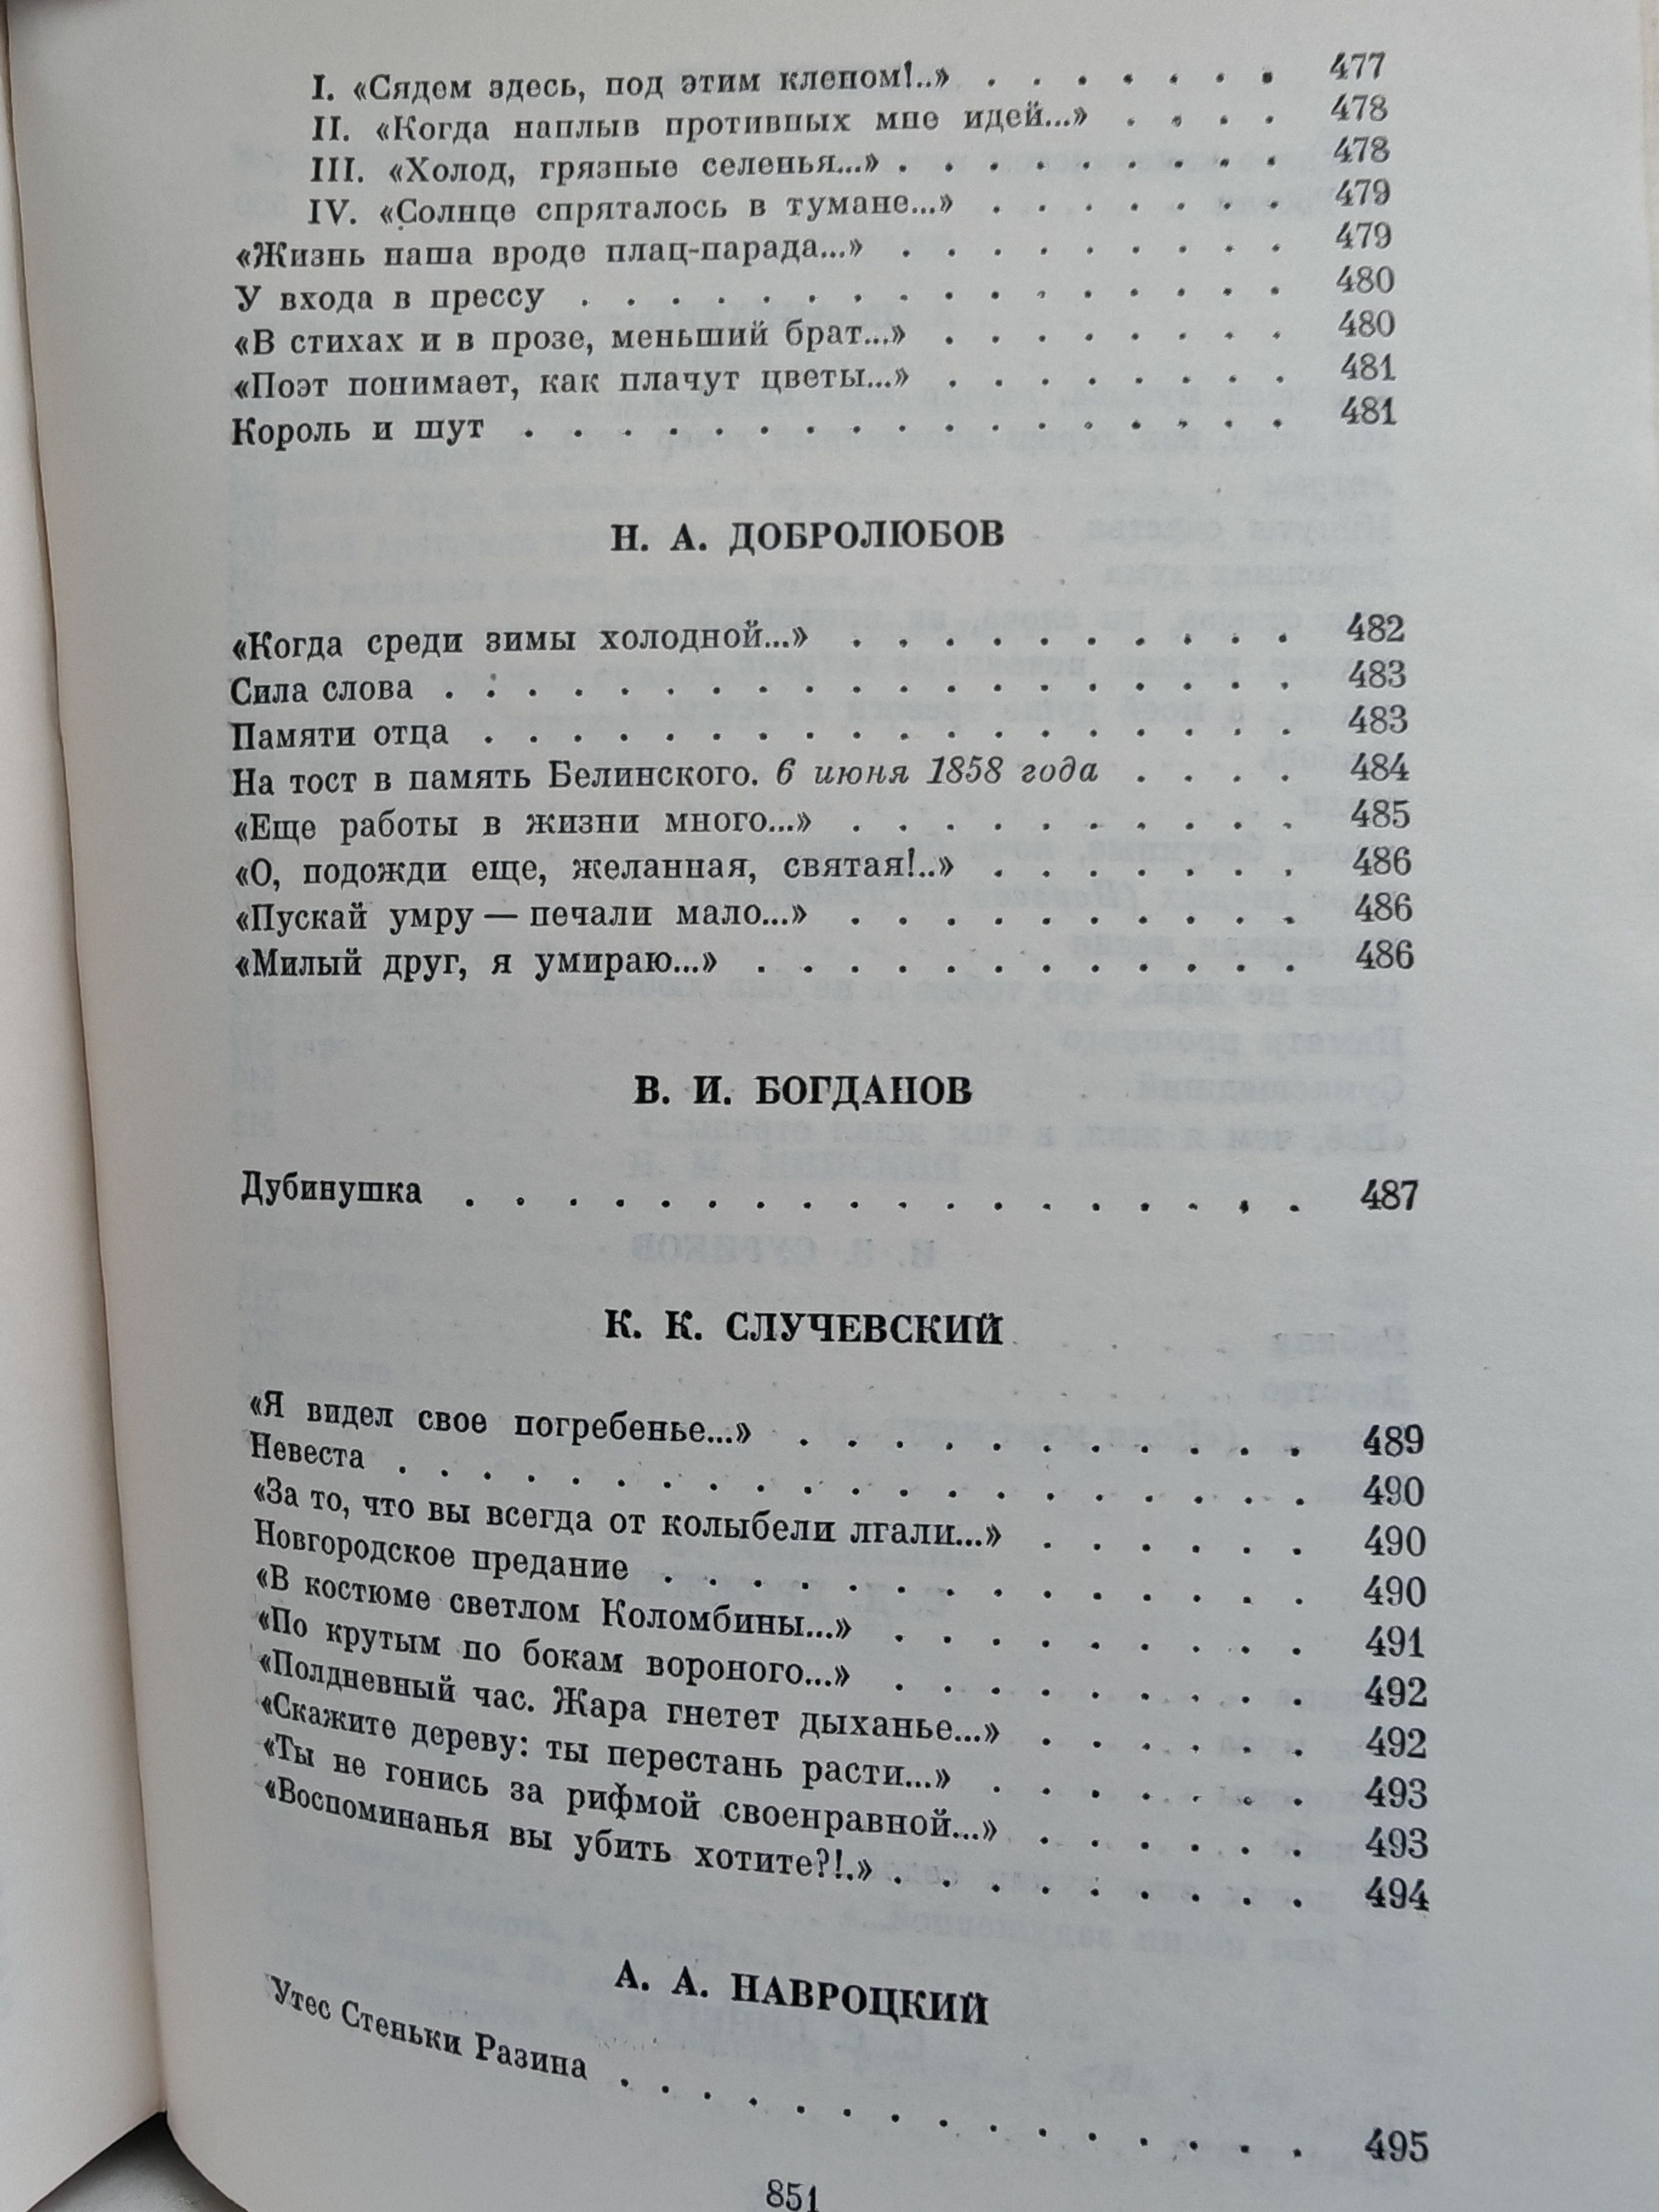 I. «Сядем здесь, под этим кленом!..» . . . . . . . 477
II. «Когда наплыв противных мне идей...» . . . . 478
III. «Холод, грязные селенья...» . . . . . . . . . 478
IV. «Солнце спряталось в тумане...» . . . . . . . 479
«Жизнь наша вроде плац-парада...» . . . . . . . . . 479
У входа в прессу . . . . . . . . . . . . . . . . 480
«В стихах и в прозе, меньший брат...» . . . . . . . . 480
«Поэт понимает, как плачут цветы...» . . . . . . . . 481
Король и шут . . . . . . . . . . . . . . . . . 481
Н. А. ДОБРОЛЮБОВ
«Когда среди зимы холодной...» . . . . . . . . . . 482
Сила слова . . . . . . . . . . . . . . . . . . . 483
Памяти отца . . . . . . . . . . . . . . . . . . 483
На тост в память Белинского. 6 июня 1858 года . . . . 484
«Еще работы в жизни много...» . . . . . . . . . . 485
«О, подожди еще, желанная, святая!..» . . . . . . . 486
«Пускай умру — печали мало...» . . . . . . . . . . 486
«Милый друг, я умираю...» . . . . . . . . . . . . 486
В. И. БОГДАНОВ
Дубинушка . . . . . . . . . . . . . . . . . . 487
К. К. СЛУЧЕВСКИЙ
«Я видел свое погребенье...» . . . . . . . . . . . 489
Невеста . . . . . . . . . . . . . . . . . . . . 490
«За то, что вы всегда от колыбели лгали...» . . . . . . 490
Новгородское предание . . . . . . . . . . . . . . 490
«В костюме светлом Коломбины...» . . . . . . . . . 491
«По крутым по бокам вороного...» . . . . . . . . . 492
«Полдневный час. Жара гнетет дыханье...» . . . . . . 492
«Скажите дереву: ты перестань расти...» . . . . . . . 493
«Ты не гонись за рифмой своенравной...» . . . . . . 493
«Воспоминанья вы убить хотите?!.» . . . . . . . . . 494
А. А. НАВРОЦКИЙ
Утес Стеньки Разина . . . . . . . . . . . . . . . 495
851